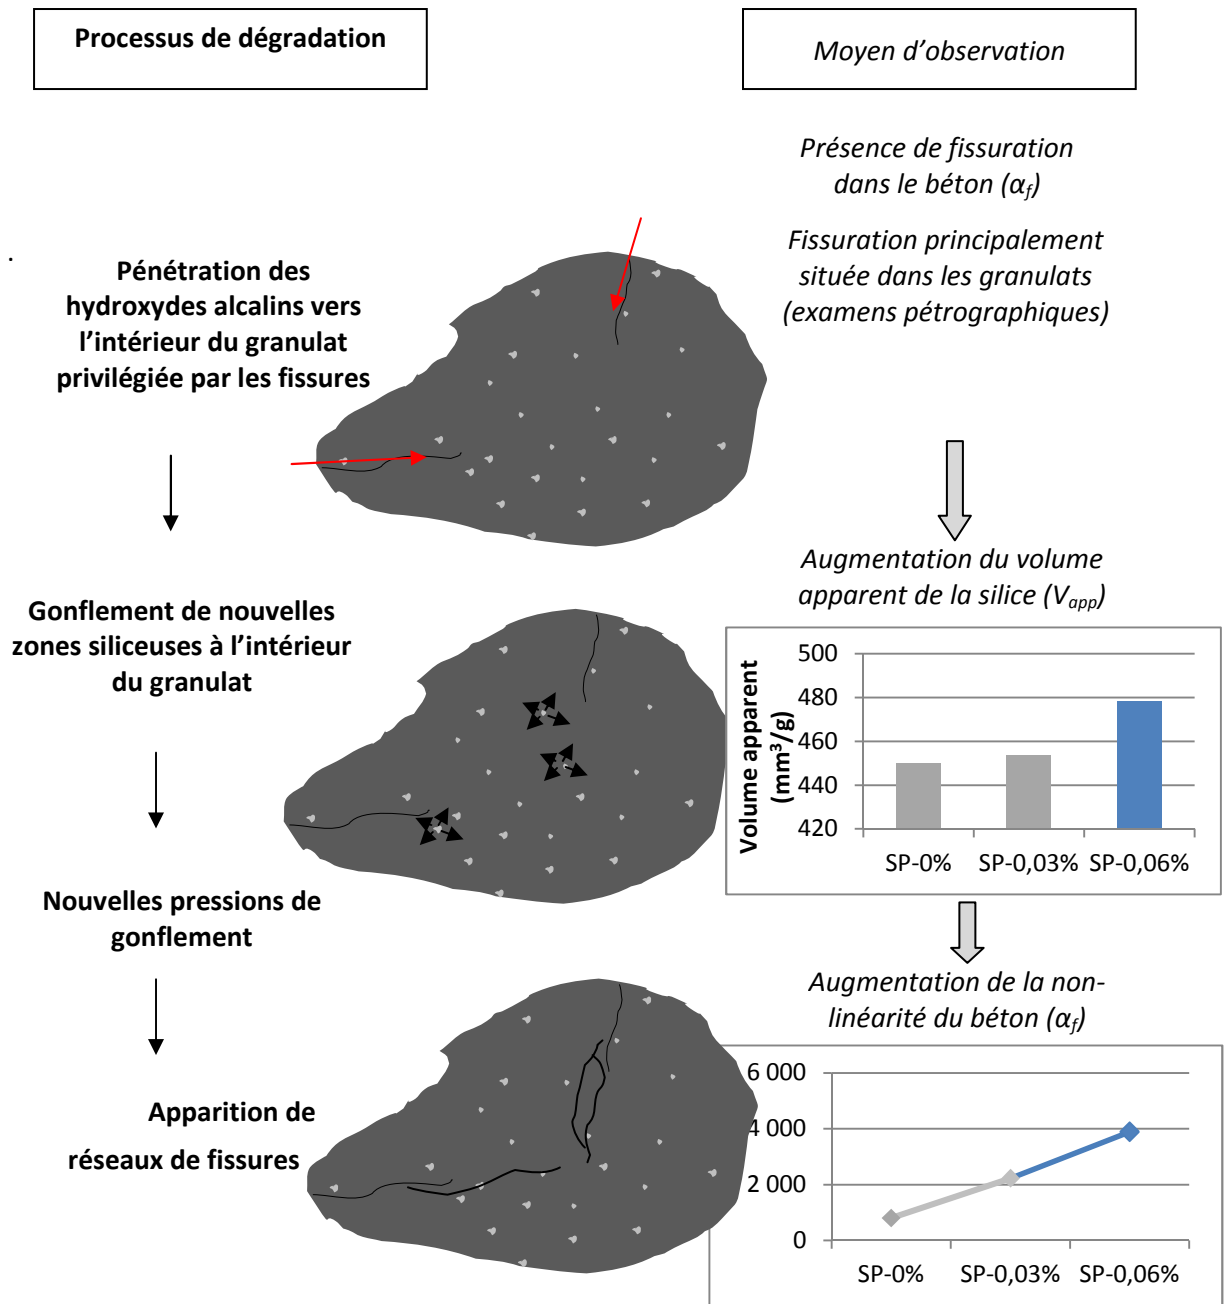 Processus de dégradation
Moyen d’observation
Présence de fissuration
dans le béton (αf)
Fissuration principalement
située dans les granulats
(examens pétrographiques)
.
Pénétration des
hydroxydes alcalins vers
l’intérieur du granulat
privilégiée par les fissures
Augmentation du volume
apparent de la silice (Vapp)
Gonflement de nouvelles
zones siliceuses à l’intérieur
du granulat
Volume apparent
(mm³/g)
500
480
460
440
420
SP-0%
SP-0,03%
SP-0,06%
Nouvelles pressions de
gonflement
Augmentation de la non-
linéarité du béton (αf)
Apparition de
réseaux de fissures
6 000
4 000
2 000
0
SP-0%
SP-0,03%
SP-0,06%